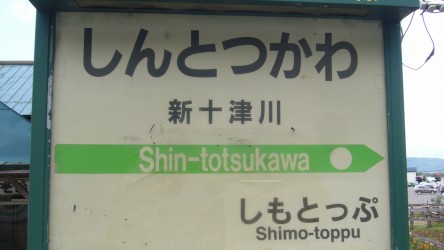 しんとつかわ
新十津川
Shin-totsukawa
しもとっぷ
Shimo-toppu